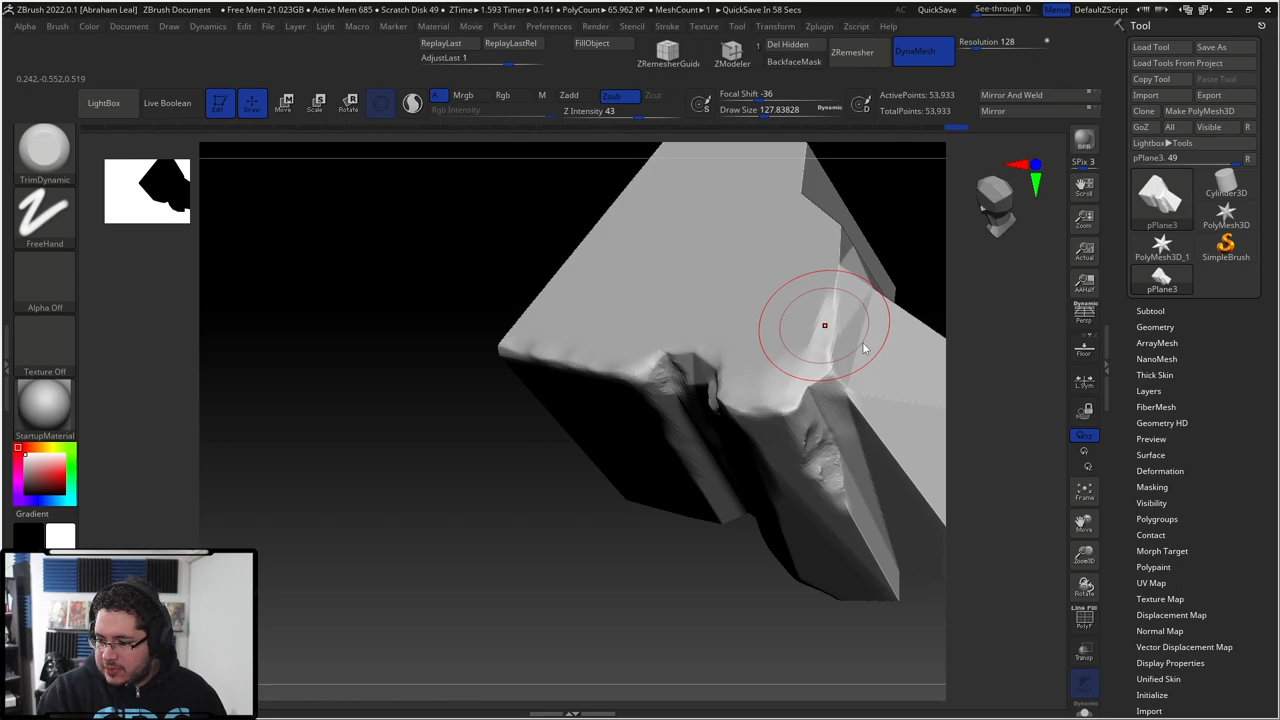 ZBrush 2022.0.1 [Abraham Leal] ZBrush Document • Free Mem 21.023GB • Active Mem 685 • Scratch Disk 49 • ZTime▸1.593 Timer▸0.141 • PolyCount▸65.962 KP • MeshCount▸1 • QuickSave In 58 Secs
AC QuickSave See-through 0 Menus DefaultZScript
Alpha Brush Color Document Draw Dynamics Edit File Layer Light Macro Marker Material Movie Picker Preferences Render Stencil Stroke Texture Tool Transform Zplugin Zscript Help
ReplayLast ReplayLastRel FillObject
AdjustLast 1
ZRemesherGuide ZModeler 1 Del Hidden
BackfaceMask
ZRemesher DynaMesh Resolution 128
0.242,-0.552,0.519
LightBox Live Boolean Edit Draw Move Scale Rotate A Mrgb Rgb M Zadd Zsub Zcut
Rgb Intensity Z Intensity 43
Focal Shift -36
Draw Size 127.83828 Dynamic
ActivePoints: 53,933
TotalPoints: 53,933
Mirror And Weld
Mirror
TrimDynamic
FreeHand
Alpha Off
Texture Off
StartupMaterial
Gradient
BPR
SPix 3
Scroll
Zoom
Actual
AAHalf
Dynamic
Persp
Floor
L.Sym
Frame
Move
Zoom3D
Rotate
Line Fill
PolyF
Transp
Dynamic
Tool
Load Tool Save As
Load Tools From Project
Copy Tool Paste Tool
Import Export
Clone Make PolyMesh3D
GoZ All Visible R
Lightbox▶Tools
pPlane3. 49 R
pPlane3 Cylinder3D
PolyMesh3D
PolyMesh3D_1 SimpleBrush
pPlane3
Subtool
Geometry
ArrayMesh
NanoMesh
Thick Skin
Layers
FiberMesh
Geometry HD
Preview
Surface
Deformation
Masking
Visibility
Polygroups
Contact
Morph Target
Polypaint
UV Map
Texture Map
Displacement Map
Normal Map
Vector Displacement Map
Display Properties
Unified Skin
Initialize
Import